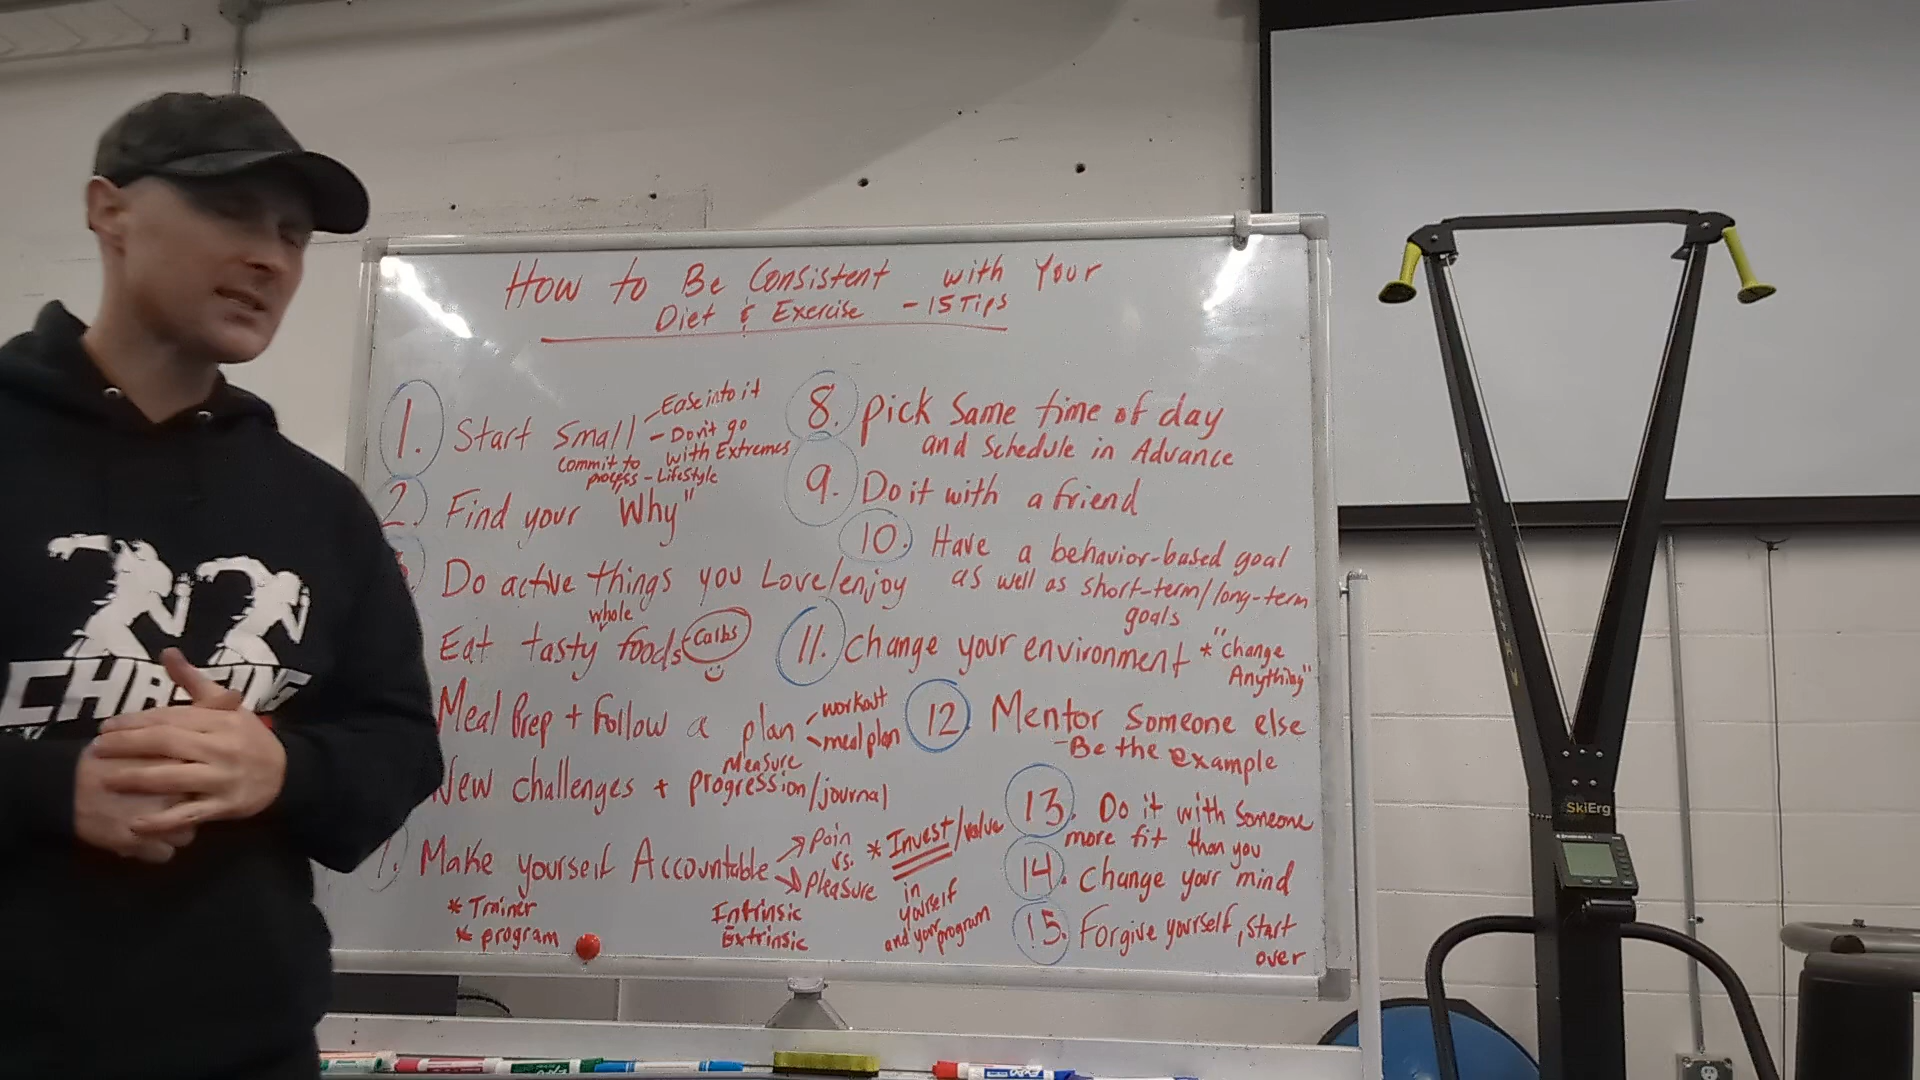 How to Be Consistent with Your
Diet & Exercise - 15 Tips
1. Start Small
- Ease into it
- Don't go
with Extremes
commit to
process - Lifestyle
2. Find your "Why"
Do active things you Love/enjoy
Eat tasty whole foods Carbs
Meal Prep + follow a plan
workout
meal plan
New challenges + Measure
progression/journal
7. Make yourself Accountable
Pain
vs.
Pleasure
* Invest/value
in
yourself
and your program
* Trainer
* program
Intrinsic
Extrinsic
8. pick Same time of day
and Schedule in Advance
9. Do it with a friend
10. Have a behavior-based goal
as well as short-term/long-term
goals
11. change your environment * "change
Anything"
12. Mentor Someone else
- Be the example
13. Do it with Someone
more fit than you
14. Change your mind
15. Forgive yourself, start
over
CHASING
SkiErg
EXPO